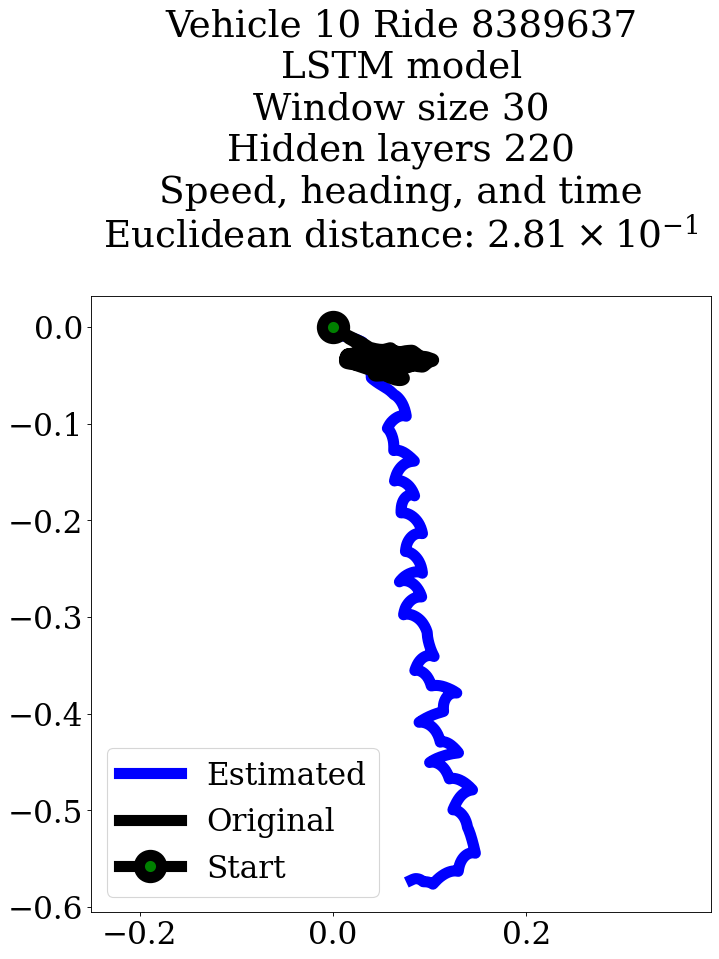 Vehicle 10 Ride 8389637
LSTM model
Window size 30
Hidden layers 220
Speed, heading, and time
Euclidean distance: 2.81 × 10⁻¹
0.0
−0.1
−0.2
−0.3
−0.4
−0.5
−0.6
Estimated
Original
Start
−0.2 0.0 0.2